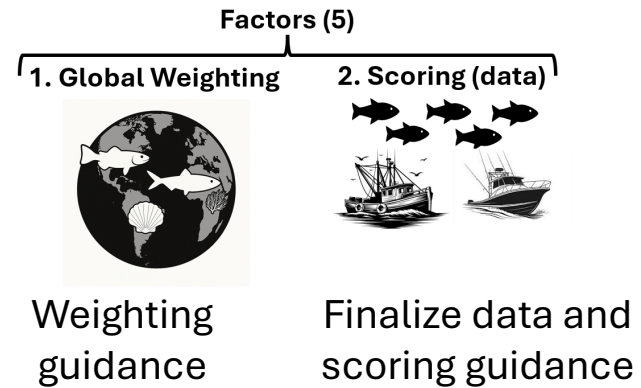 Factors (5)
1. Global Weighting
2. Scoring (data)
Weighting
guidance
Finalize data and
scoring guidance